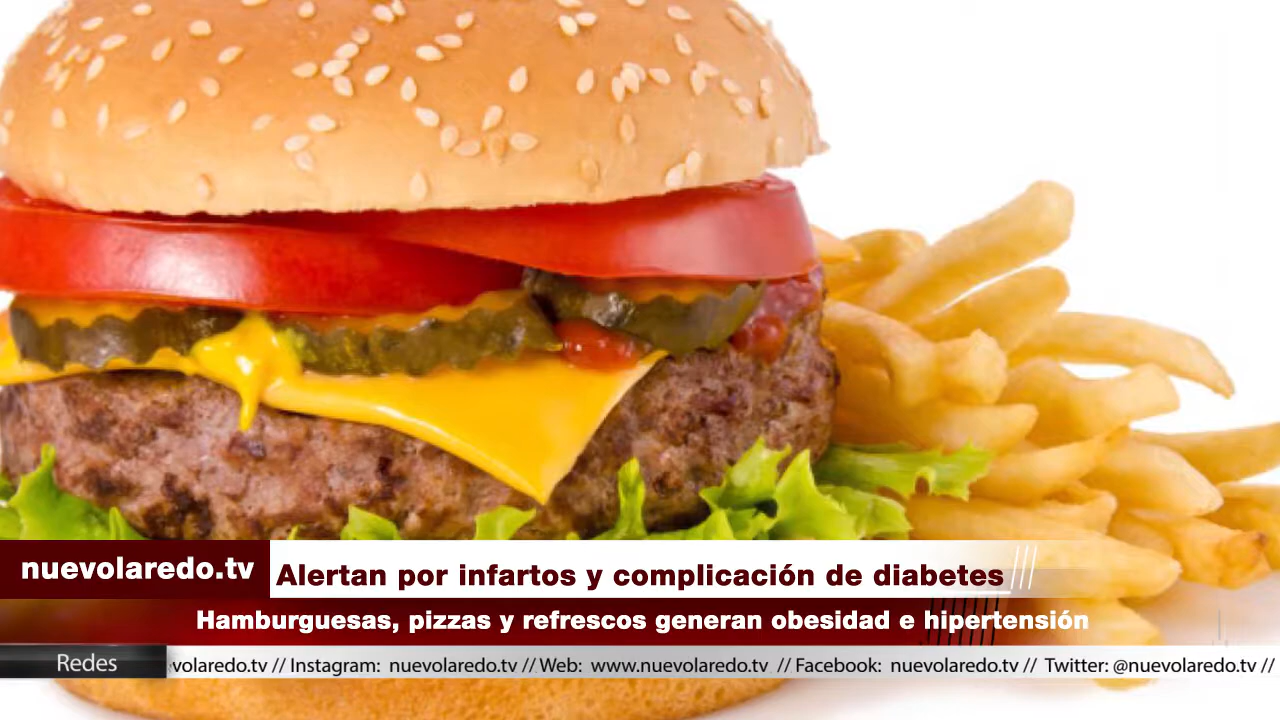 nuevolaredo.tv
Alertan por infartos y complicación de diabetes
Hamburguesas, pizzas y refrescos generan obesidad e hipertensión
Redes
volaredo.tv // Instagram: nuevolaredo.tv // Web: www.nuevolaredo.tv // Facebook: nuevolaredo.tv // Twitter: @nuevolaredo.tv //